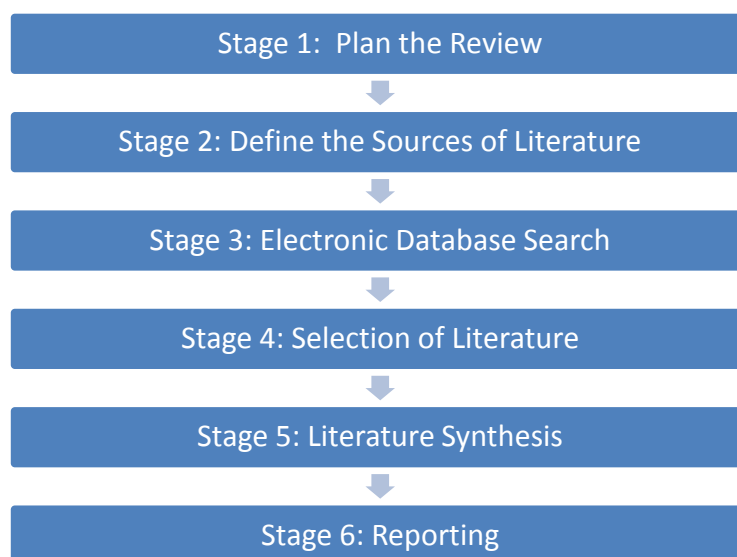 Stage 1:  Plan the Review
Stage 2: Define the Sources of Literature
Stage 3: Electronic Database Search
Stage 4: Selection of Literature
Stage 5: Literature Synthesis
Stage 6: Reporting